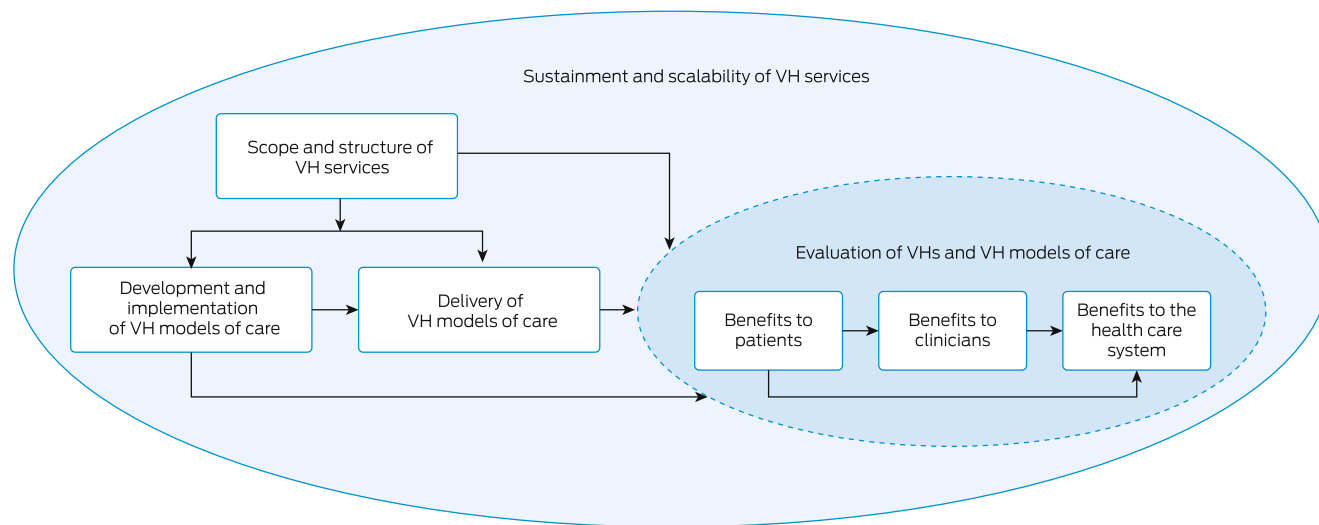 Sustainment and scalability of VH services
Scope and structure of
VH services
Development and
implementation
of VH models of care
Delivery of
VH models of care
Evaluation of VHs and VH models of care
Benefits to
patients
Benefits to
clinicians
Benefits to the
health care
system